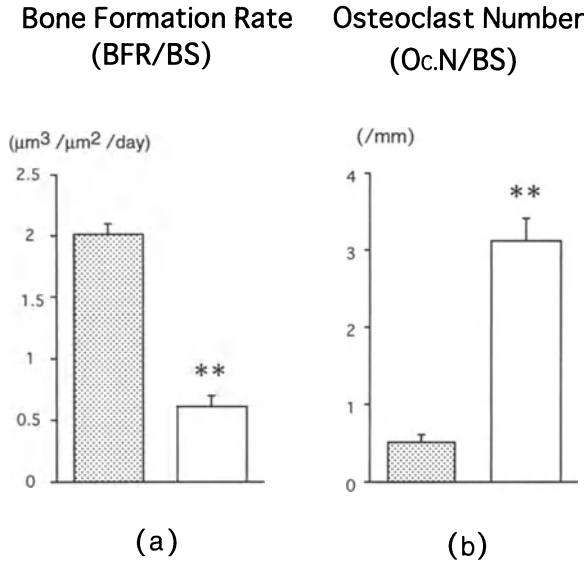 Bone Formation Rate
(BFR/BS)
Osteoclast Number
(Oc.N/BS)
(μm³ /μm² /day)
2.5
2
1.5
1
0.5
0
**
(a)
(/mm)
4
3
2
1
0
**
(b)